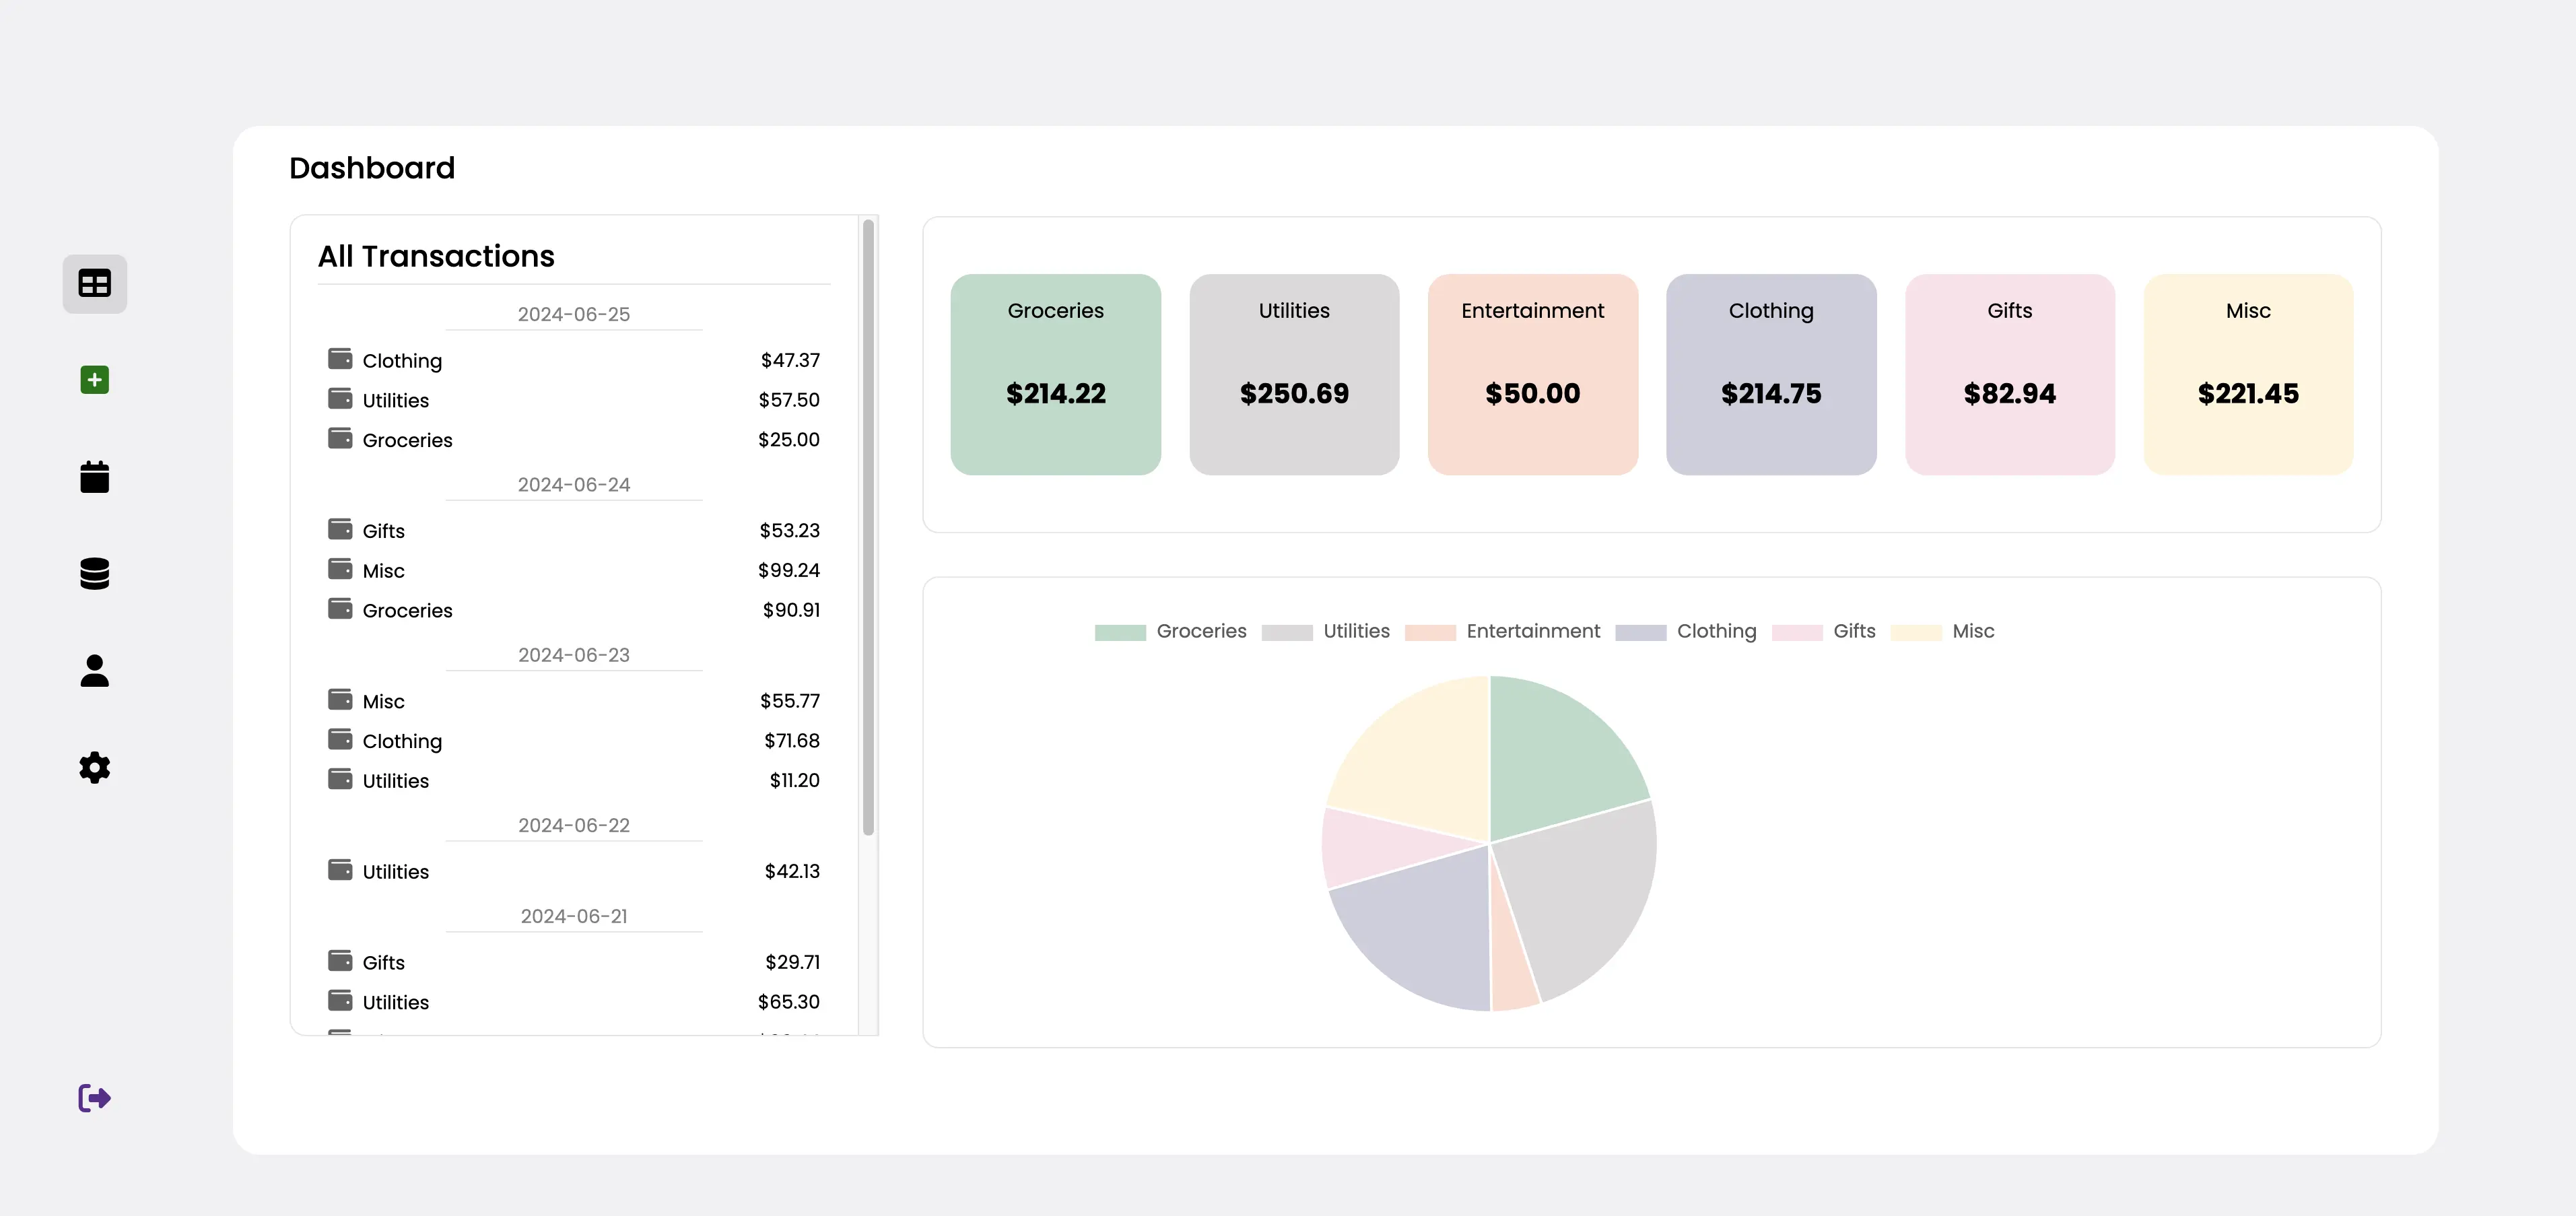 Dashboard
All Transactions
2024-06-25
Clothing $47.37
Utilities $57.50
Groceries $25.00
2024-06-24
Gifts $53.23
Misc $99.24
Groceries $90.91
2024-06-23
Misc $55.77
Clothing $71.68
Utilities $11.20
2024-06-22
Utilities $42.13
2024-06-21
Gifts $29.71
Utilities $65.30
Groceries Utilities Entertainment Clothing Gifts Misc
$214.22 $250.69 $50.00 $214.75 $82.94 $221.45
Groceries Utilities Entertainment Clothing Gifts Misc